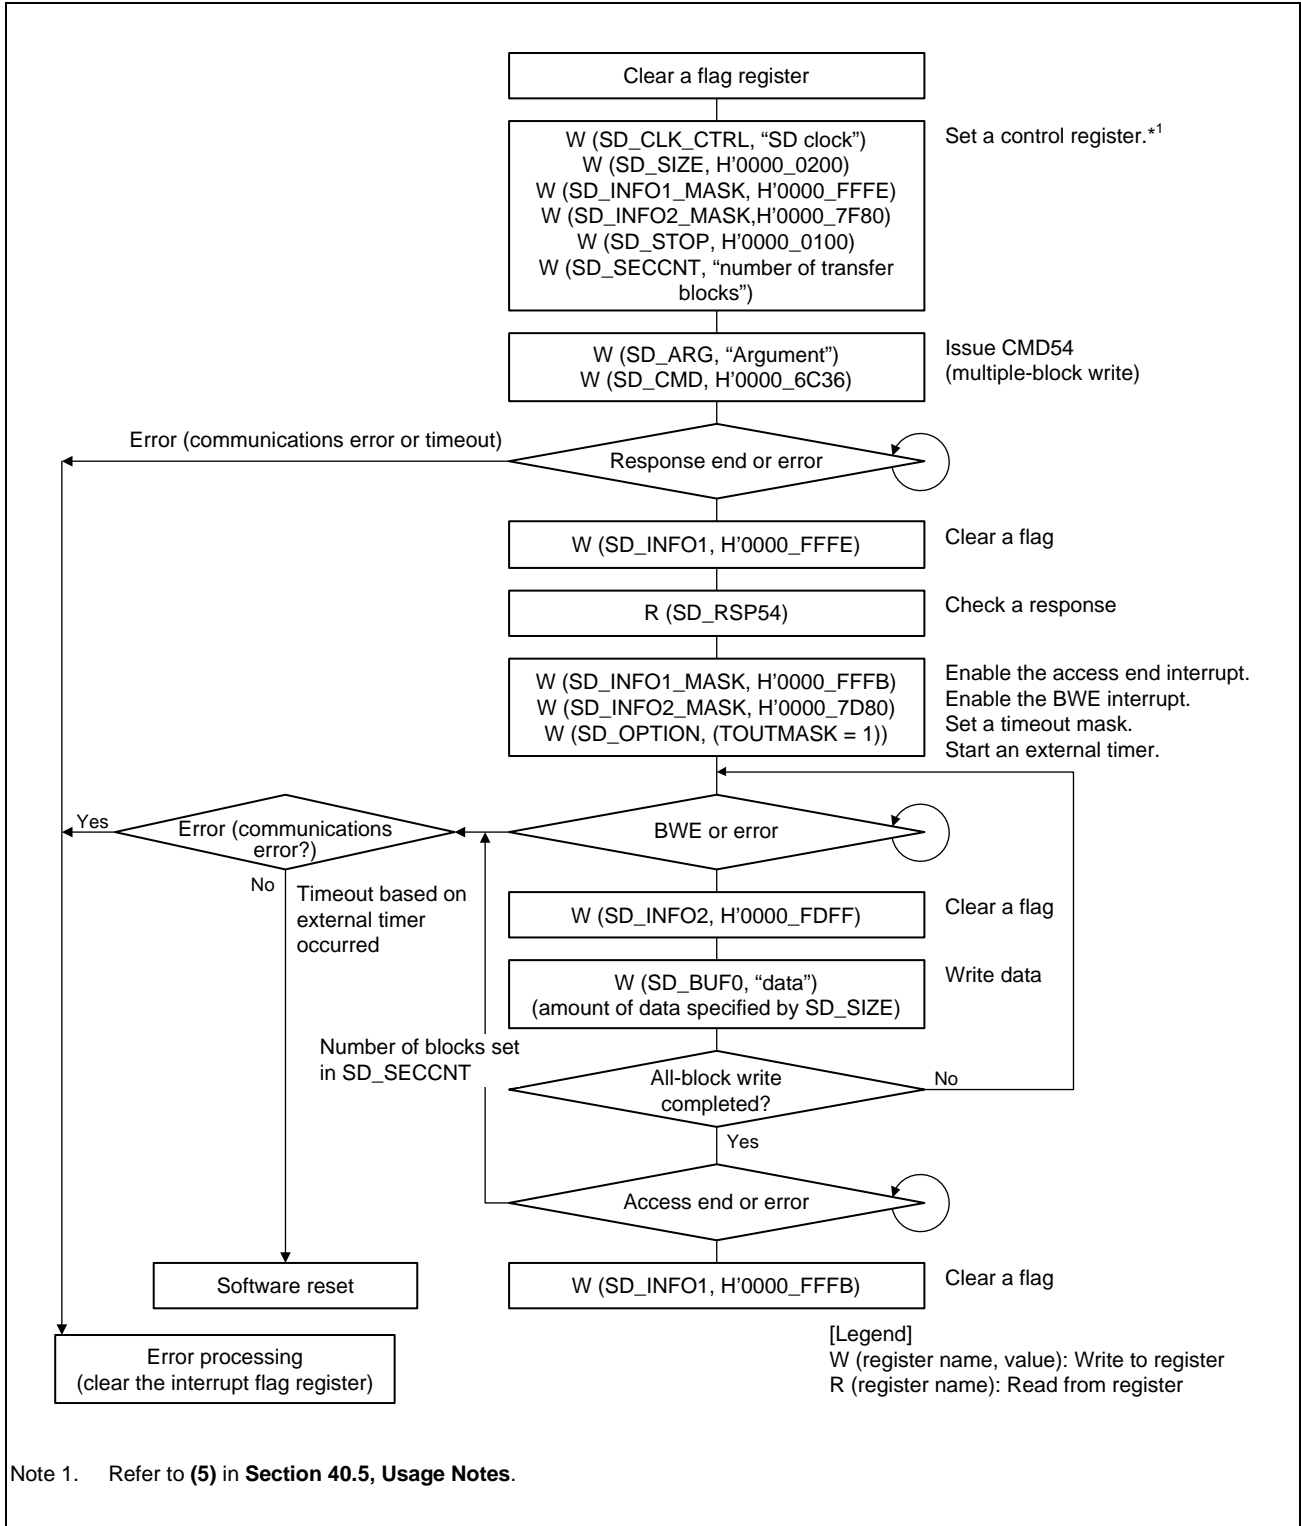 Clear a flag register
W (SD_CLK_CTRL, “SD clock”)
W (SD_SIZE, H’0000_0200)
W (SD_INFO1_MASK, H’0000_FFFE)
W (SD_INFO2_MASK,H’0000_7F80)
W (SD_STOP, H’0000_0100)
W (SD_SECCNT, “number of transfer
blocks”)
Set a control register.*1
W (SD_ARG, “Argument”)
W (SD_CMD, H’0000_6C36)
Issue CMD54
(multiple-block write)
Error (communications error or timeout)
Response end or error
W (SD_INFO1, H’0000_FFFE)
Clear a flag
R (SD_RSP54)
Check a response
W (SD_INFO1_MASK, H’0000_FFFB)
W (SD_INFO2_MASK, H’0000_7D80)
W (SD_OPTION, (TOUTMASK = 1))
Enable the access end interrupt.
Enable the BWE interrupt.
Set a timeout mask.
Start an external timer.
Yes
Error (communications
error?)
BWE or error
No
Timeout based on
external timer
occurred
W (SD_INFO2, H’0000_FDFF)
Clear a flag
W (SD_BUF0, “data”)
(amount of data specified by SD_SIZE)
Write data
Number of blocks set
in SD_SECCNT
All-block write
completed?
No
Yes
Access end or error
Software reset
W (SD_INFO1, H’0000_FFFB)
Clear a flag
Error processing
(clear the interrupt flag register)
[Legend]
W (register name, value): Write to register
R (register name): Read from register
Note 1. Refer to (5) in Section 40.5, Usage Notes.